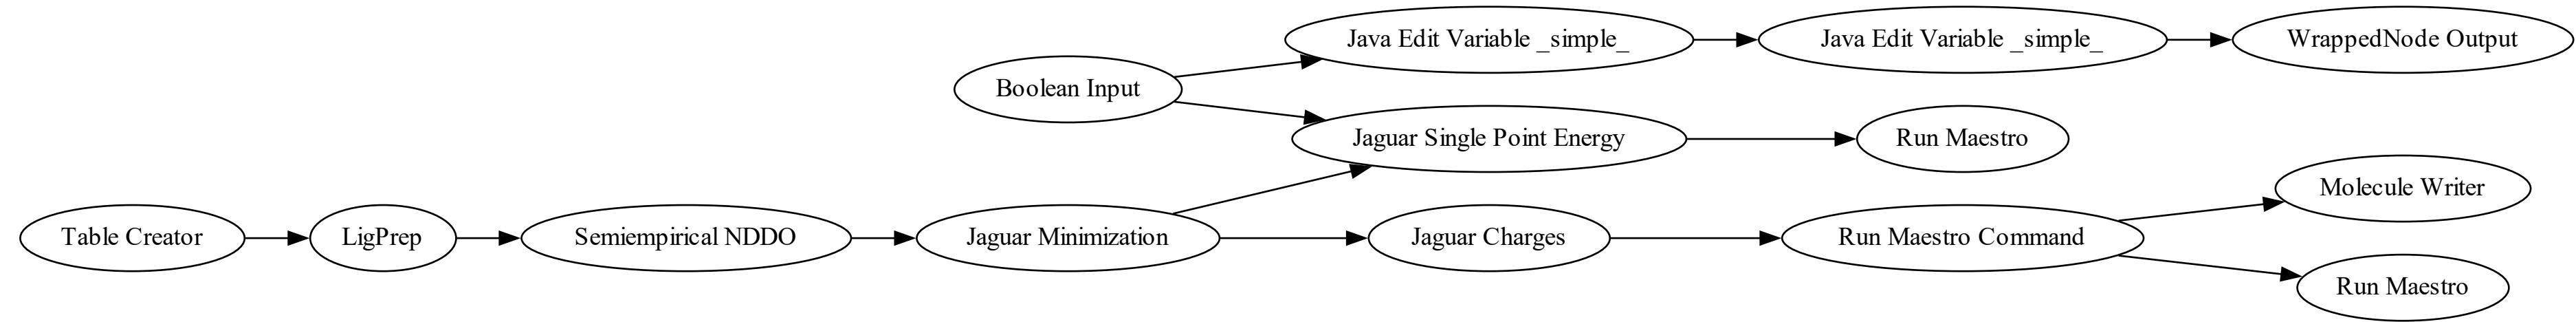 Java Edit Variable _simple_
Java Edit Variable _simple_
WrappedNode Output
Boolean Input
Jaguar Single Point Energy
Run Maestro
Molecule Writer
Table Creator
LigPrep
Semiempirical NDDO
Jaguar Minimization
Jaguar Charges
Run Maestro Command
Run Maestro